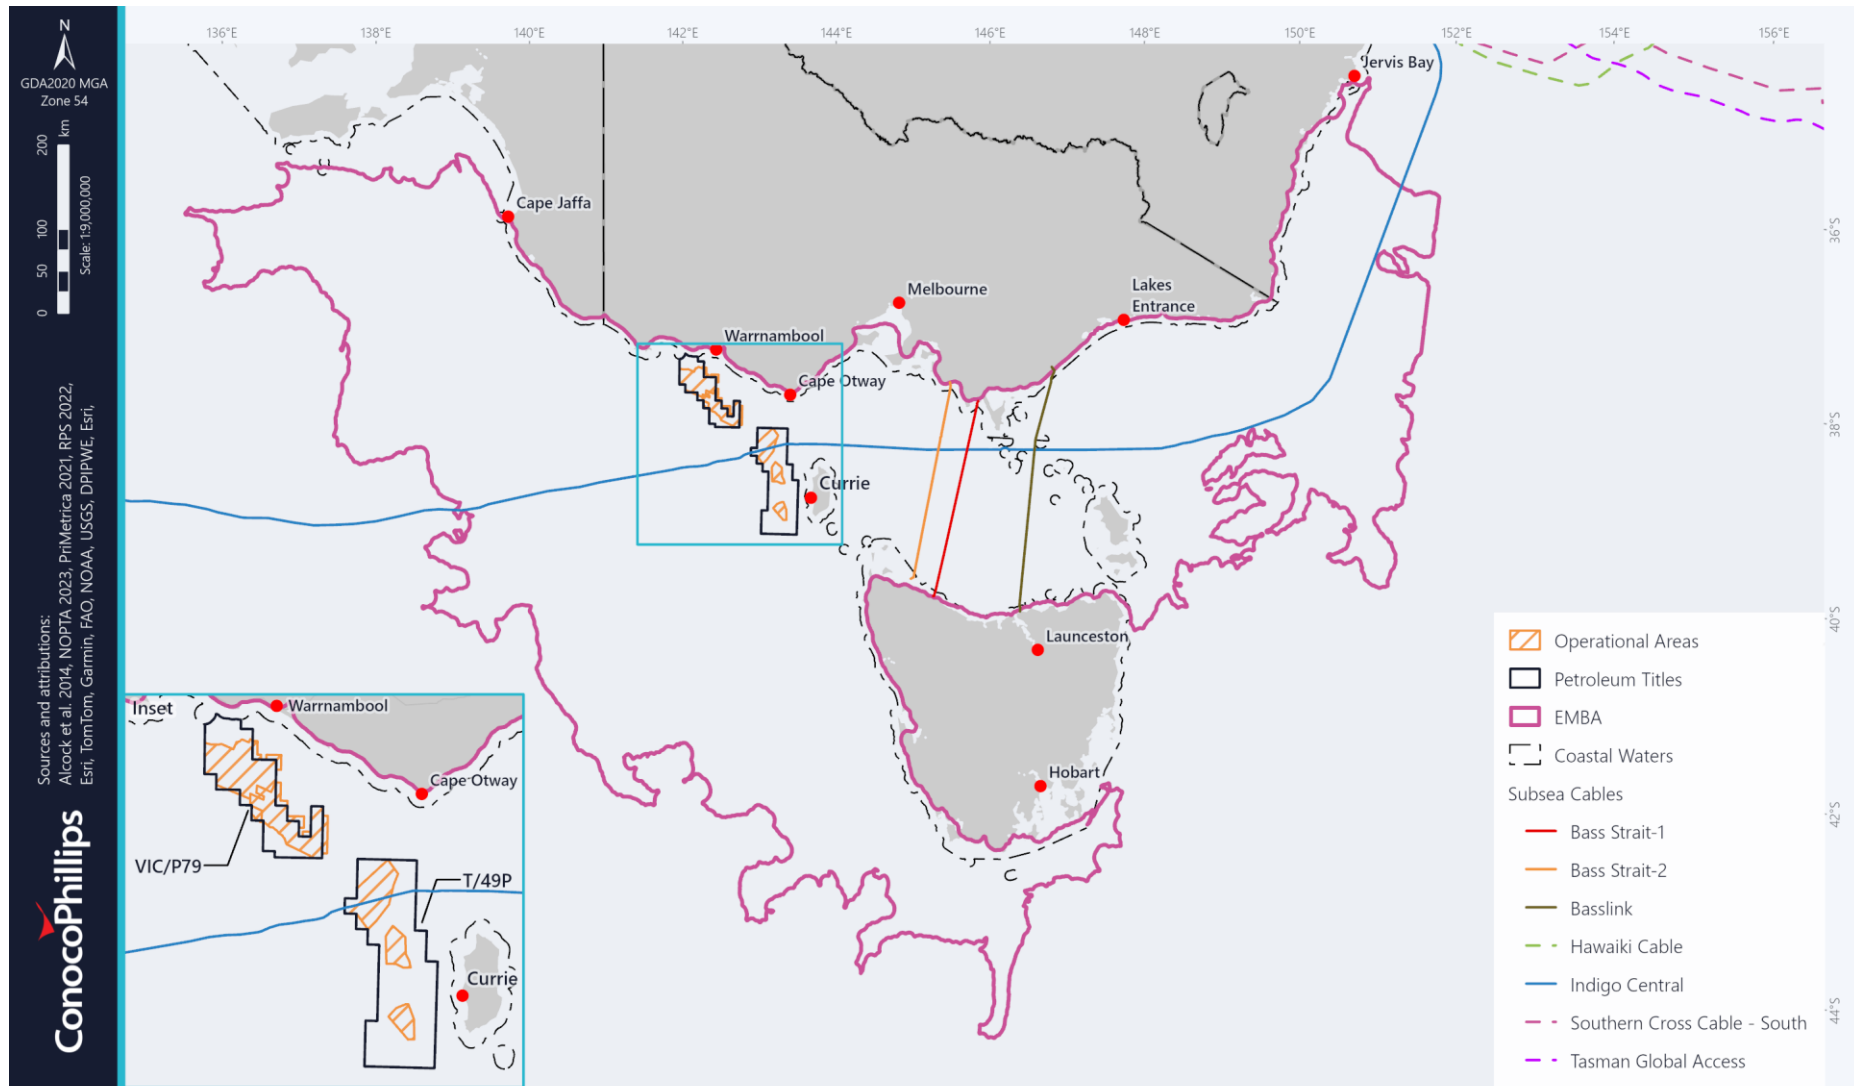 N
GDA2020 MGA
Zone 54
0 50 100 200 km
Scale: 1:9,000,000
Sources and attributions:
Alcock et al. 2014, NOPTA 2023, PriMetrica 2021, RPS 2022,
Esri, TomTom, Garmin, FAO, NOAA, USGS, DPIPWE, Esri,
ConocoPhillips
136°E 138°E 140°E 142°E 144°E 146°E 148°E 150°E 152°E 154°E 156°E
36°S
38°S
40°S
42°S
44°S
Jervis Bay
Cape Jaffa
Melbourne
Lakes
Entrance
Warrnambool
Cape Otway
Currie
Launceston
Hobart
Inset
Warrnambool
Cape Otway
VIC/P79
T/49P
Currie
Operational Areas
Petroleum Titles
EMBA
Coastal Waters
Subsea Cables
Bass Strait-1
Bass Strait-2
Basslink
Hawaiki Cable
Indigo Central
Southern Cross Cable - South
Tasman Global Access